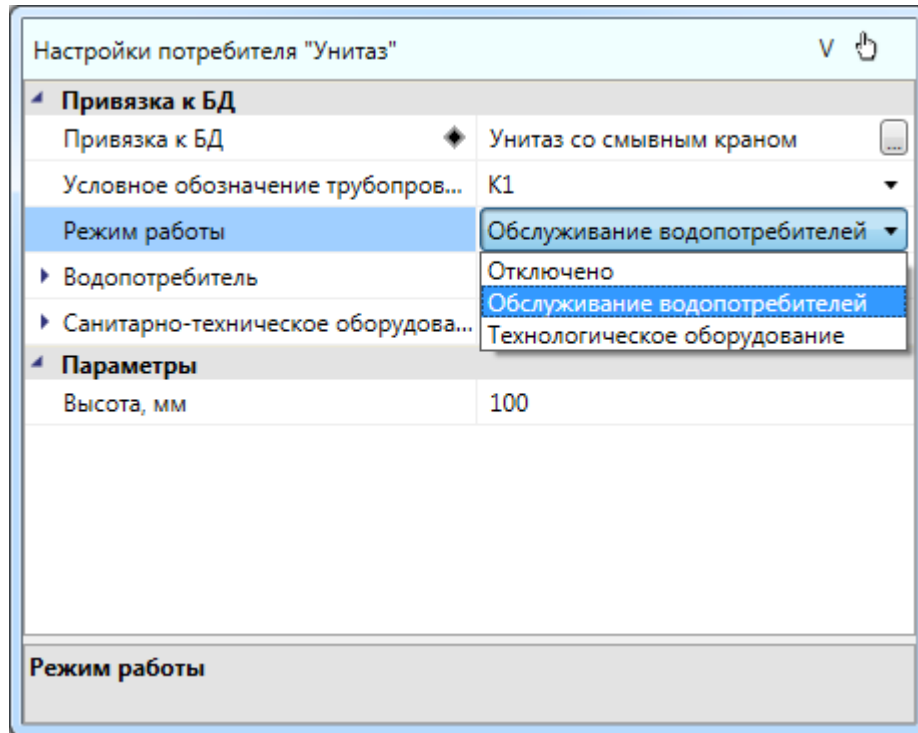 Настройки потребителя "Унитаз" V
Привязка к БД
Привязка к БД Унитаз со смывным краном ...
Условное обозначение трубопров... К1
Режим работы Обслуживание водопотребителей
Отключено
Водопотребитель
Обслуживание водопотребителей
Санитарно-техническое оборудова...
Технологическое оборудование
Параметры
Высота, мм 100
Режим работы